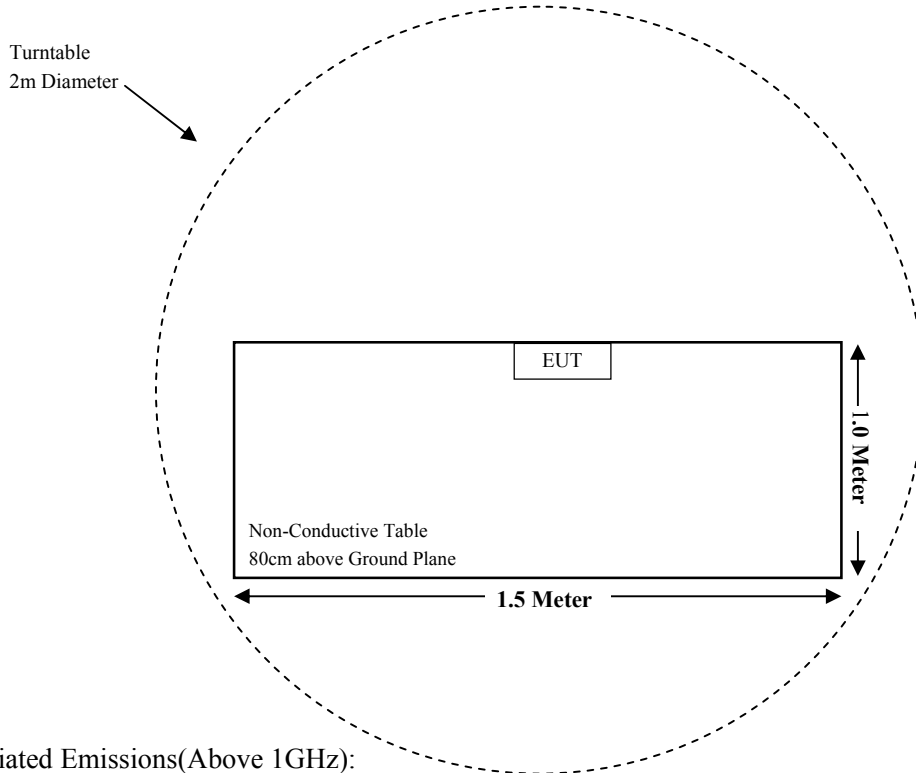 Turntable
2m Diameter
EUT
1.0 Meter
Non-Conductive Table
80cm above Ground Plane
1.5 Meter
iated Emissions(Above 1GHz):